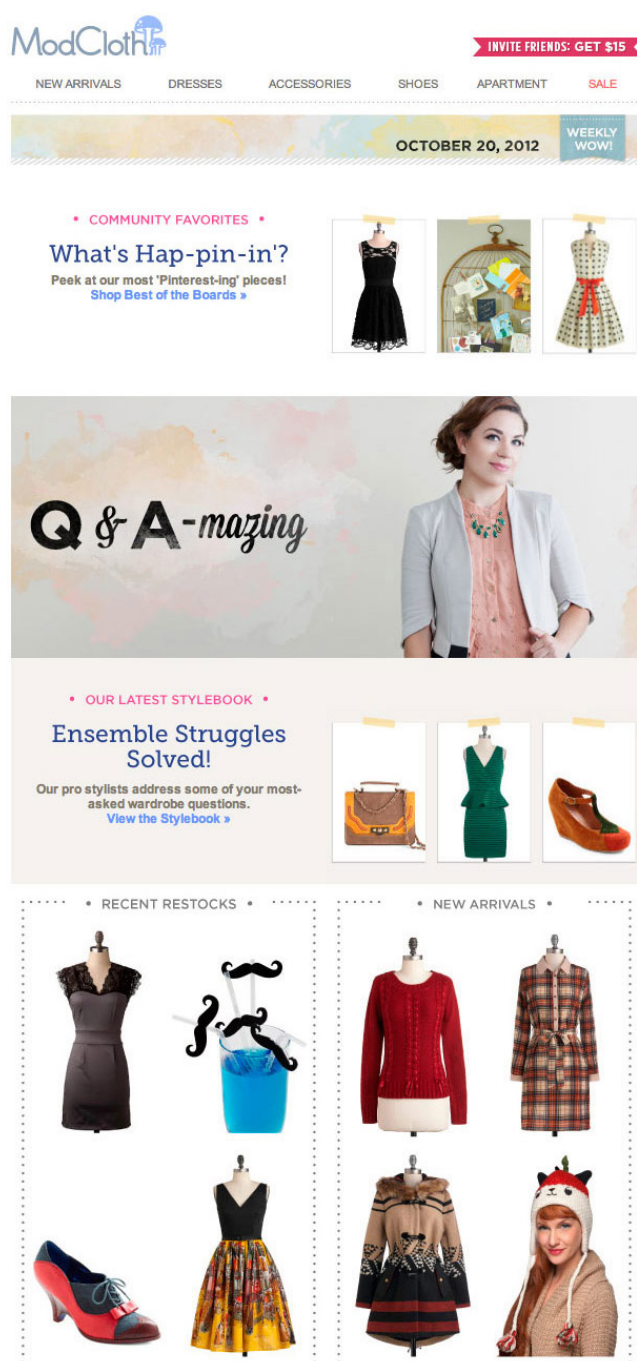 ModCloth
INVITE FRIENDS: GET $15
NEW ARRIVALS DRESSES ACCESSORIES SHOES APARTMENT SALE
OCTOBER 20, 2012
WEEKLY
WOW!
• COMMUNITY FAVORITES •
What's Hap-pin-in'?
Peek at our most 'Pinterest-ing' pieces!
Shop Best of the Boards »
Q & A-mazing
• OUR LATEST STYLEBOOK •
Ensemble Struggles
Solved!
Our pro stylists address some of your most-
asked wardrobe questions.
View the Stylebook »
• RECENT RESTOCKS •
• NEW ARRIVALS •